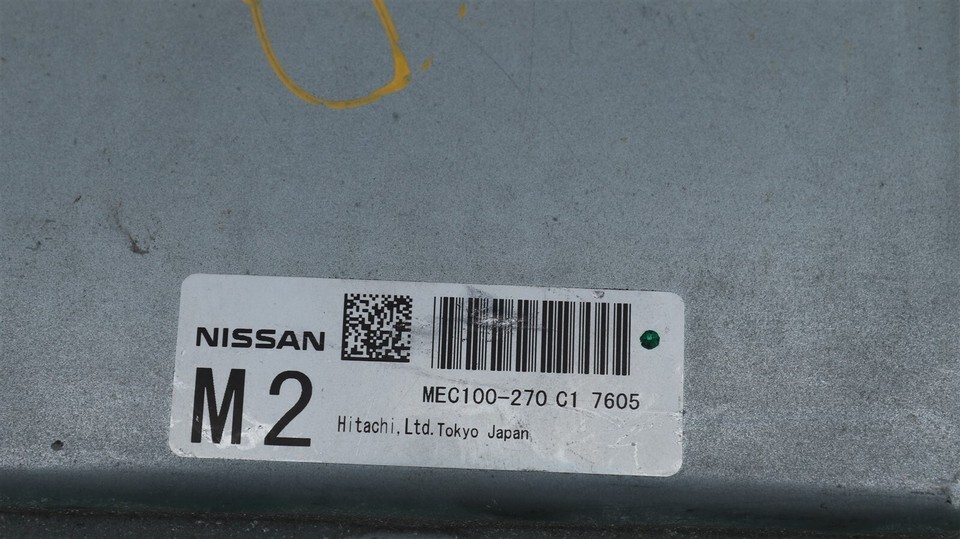 NISSAN
M2
MEC100-270 C1 7605
Hitachi,Ltd.Tokyo Japan